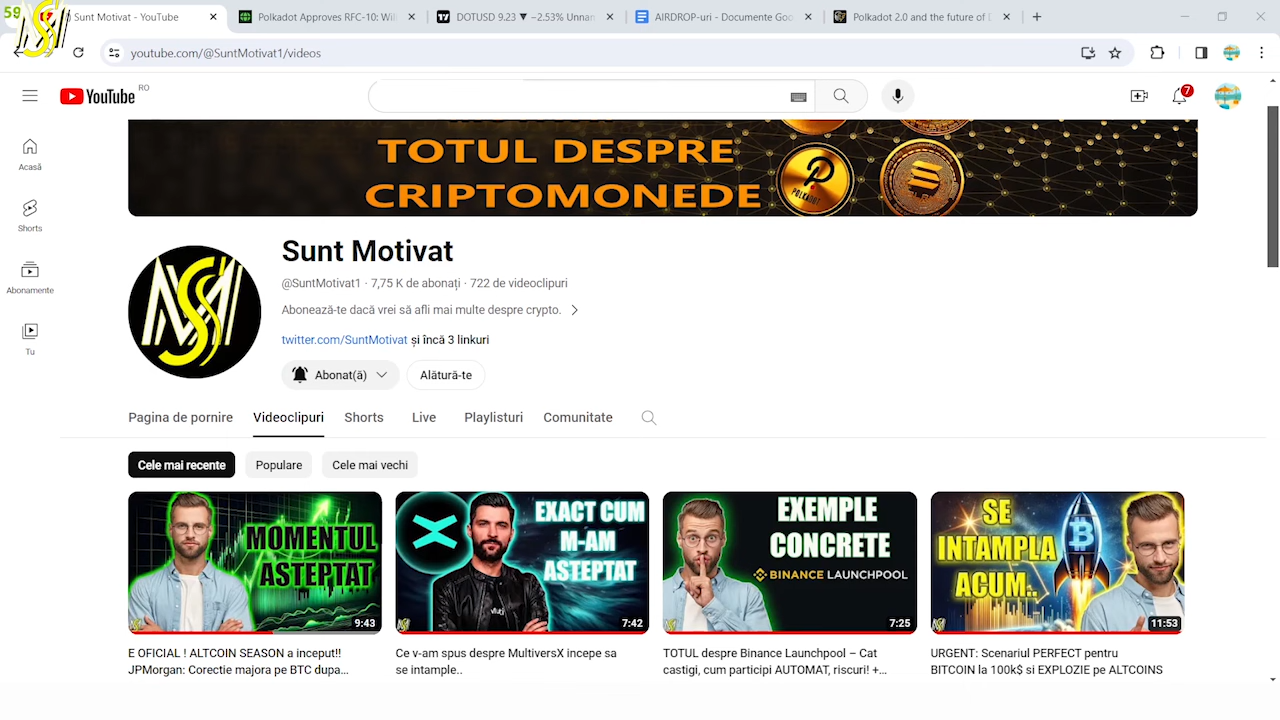 59
Sunt Motivat - YouTube
Polkadot Approves RFC-10: Wil
DOTUSD 9.23 ▼ −2.53% Unnan
AIRDROP-uri - Documente Goo
Polkadot 2.0 and the future of D
youtube.com/@SuntMotivat1/videos
YouTube RO
7
Acasă
Shorts
Abonamente
Tu
TOTUL DESPRE
CRIPTOMONEDE
POLKADOT
Sunt Motivat
@SuntMotivat1 · 7,75 K de abonați · 722 de videoclipuri
Abonează-te dacă vrei să afli mai multe despre crypto.
twitter.com/SuntMotivat și încă 3 linkuri
Abonat(ă)
Alătură-te
Pagina de pornire
Videoclipuri
Shorts
Live
Playlisturi
Comunitate
Cele mai recente
Populare
Cele mai vechi
MOMENTUL
ASTEPTAT
9:43
EXACT CUM
M-AM
ASTEPTAT
7:42
EXEMPLE
CONCRETE
BINANCE LAUNCHPOOL
7:25
SE
INTAMPLA
ACUM..
11:53
E OFICIAL ! ALTCOIN SEASON a inceput!!
JPMorgan: Corectie majora pe BTC dupa...
Ce v-am spus despre MultiversX incepe sa
se intample..
TOTUL despre Binance Launchpool – Cat
castigi, cum participi AUTOMAT, riscuri! +...
URGENT: Scenariul PERFECT pentru
BITCOIN la 100k$ si EXPLOZIE pe ALTCOINS